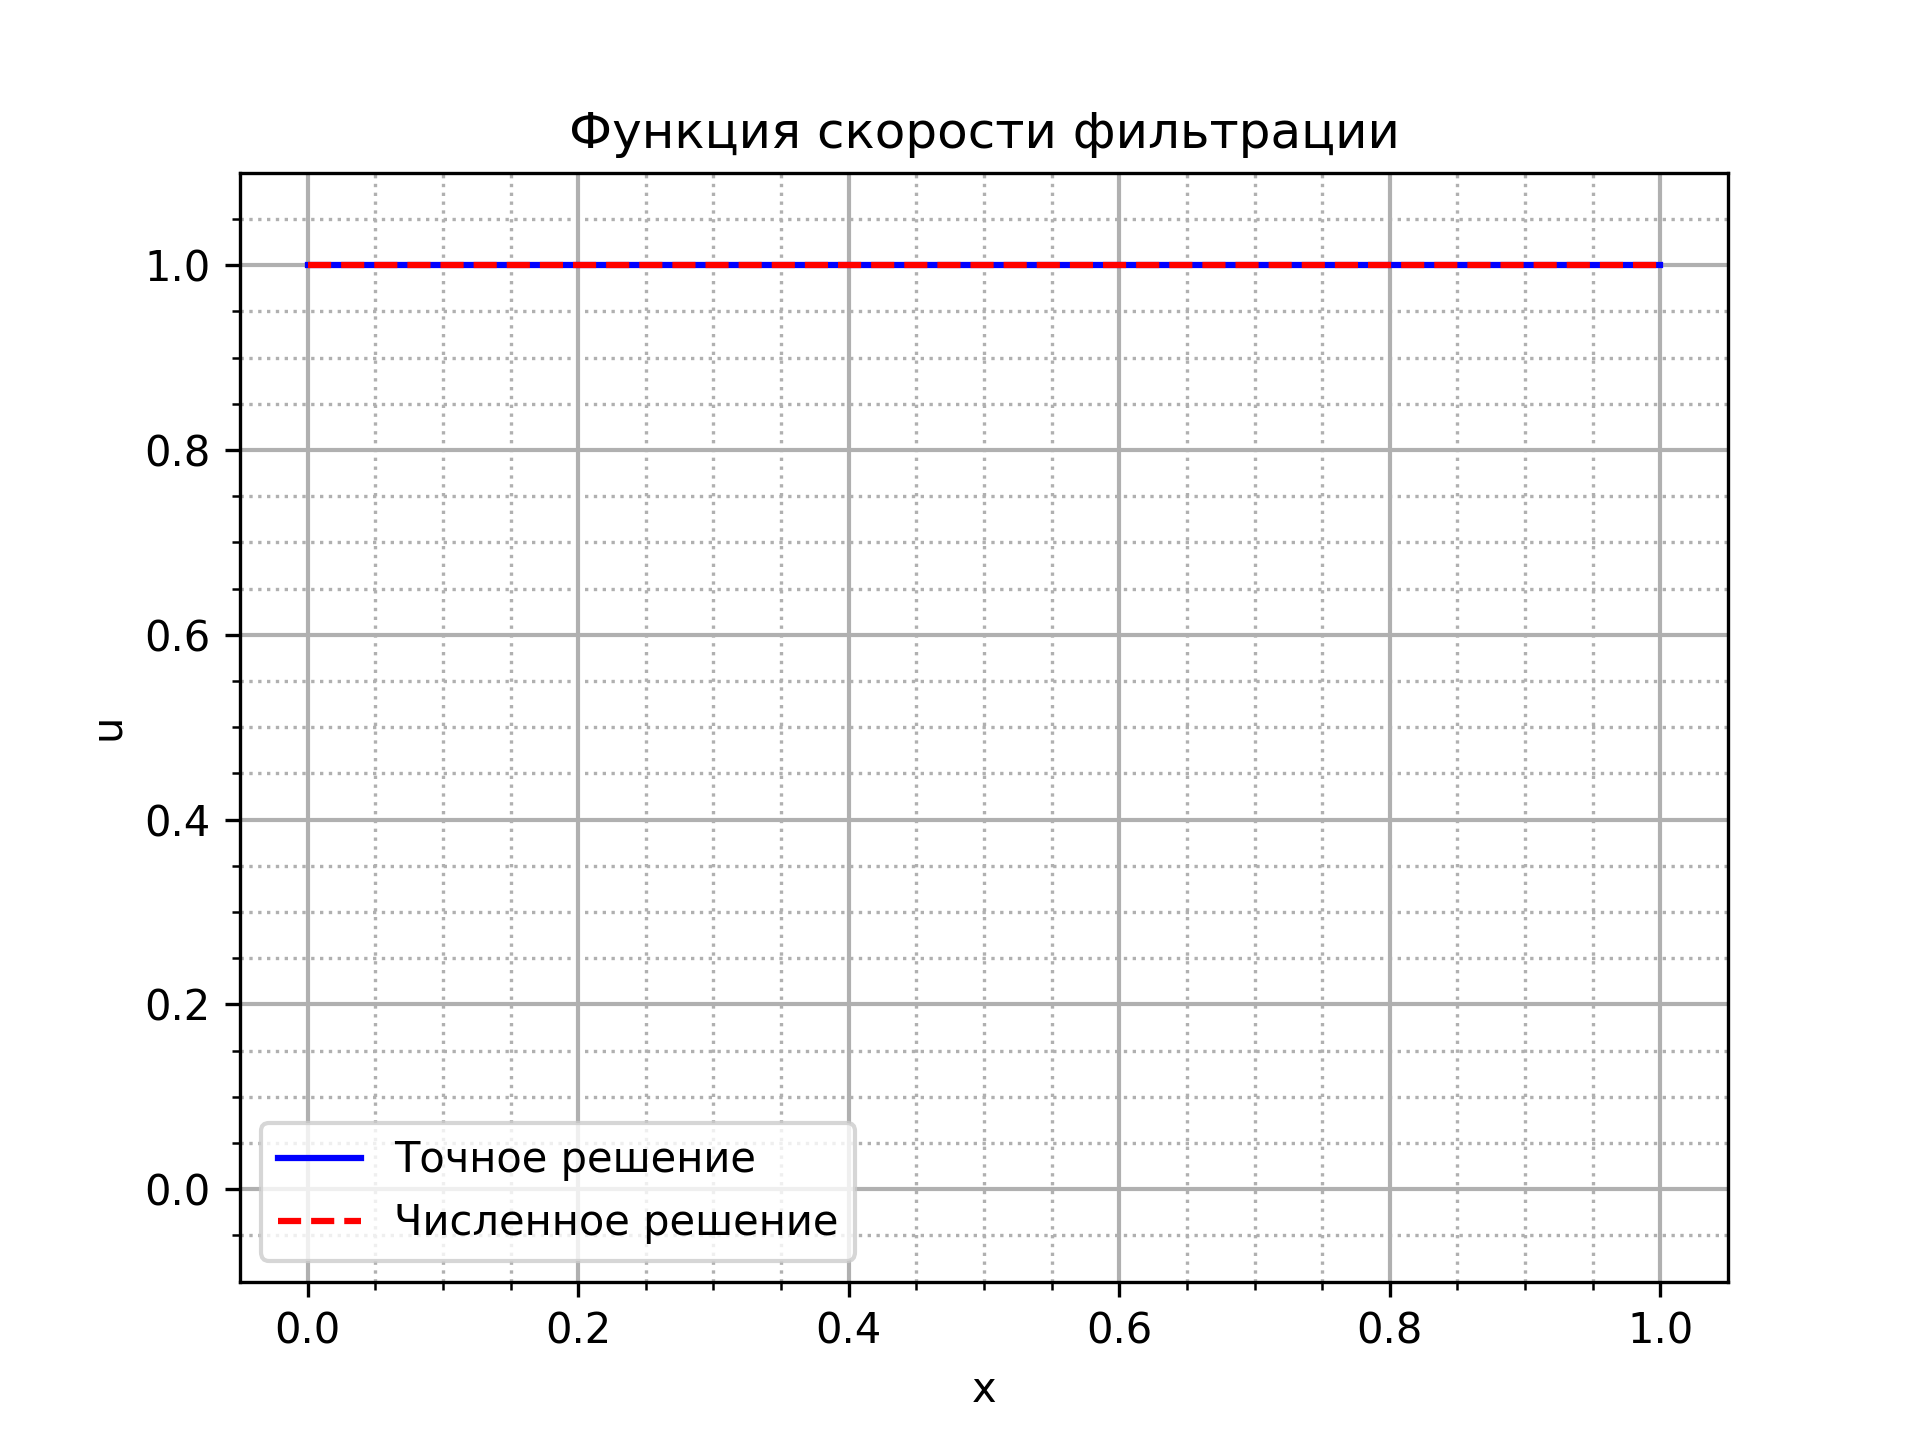 Функция скорости фильтрации
1.0
0.8
0.6
0.4
0.2
0.0
u
Точное решение
Численное решение
0.0 0.2 0.4 0.6 0.8 1.0
x